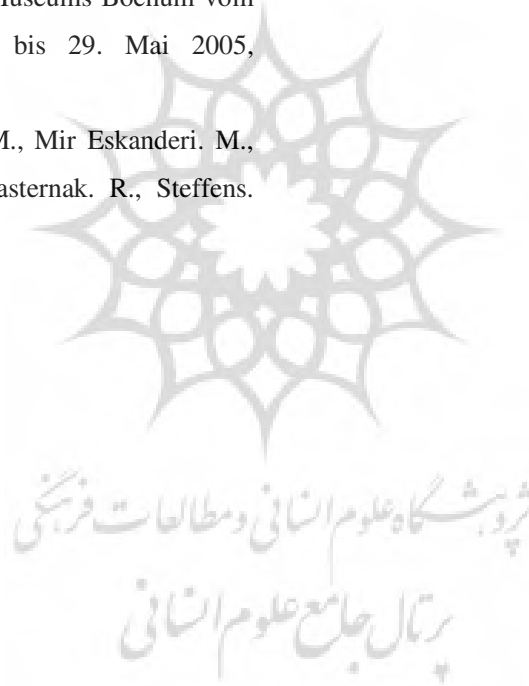 Museums Bochum vom
bis 29. Mai 2005,
M., Mir Eskanderi. M.,
asternak. R., Steffens.
پژوهشگاه علوم انسانی و مطالعات فرهنگی
پرتال جامع علوم انسانی